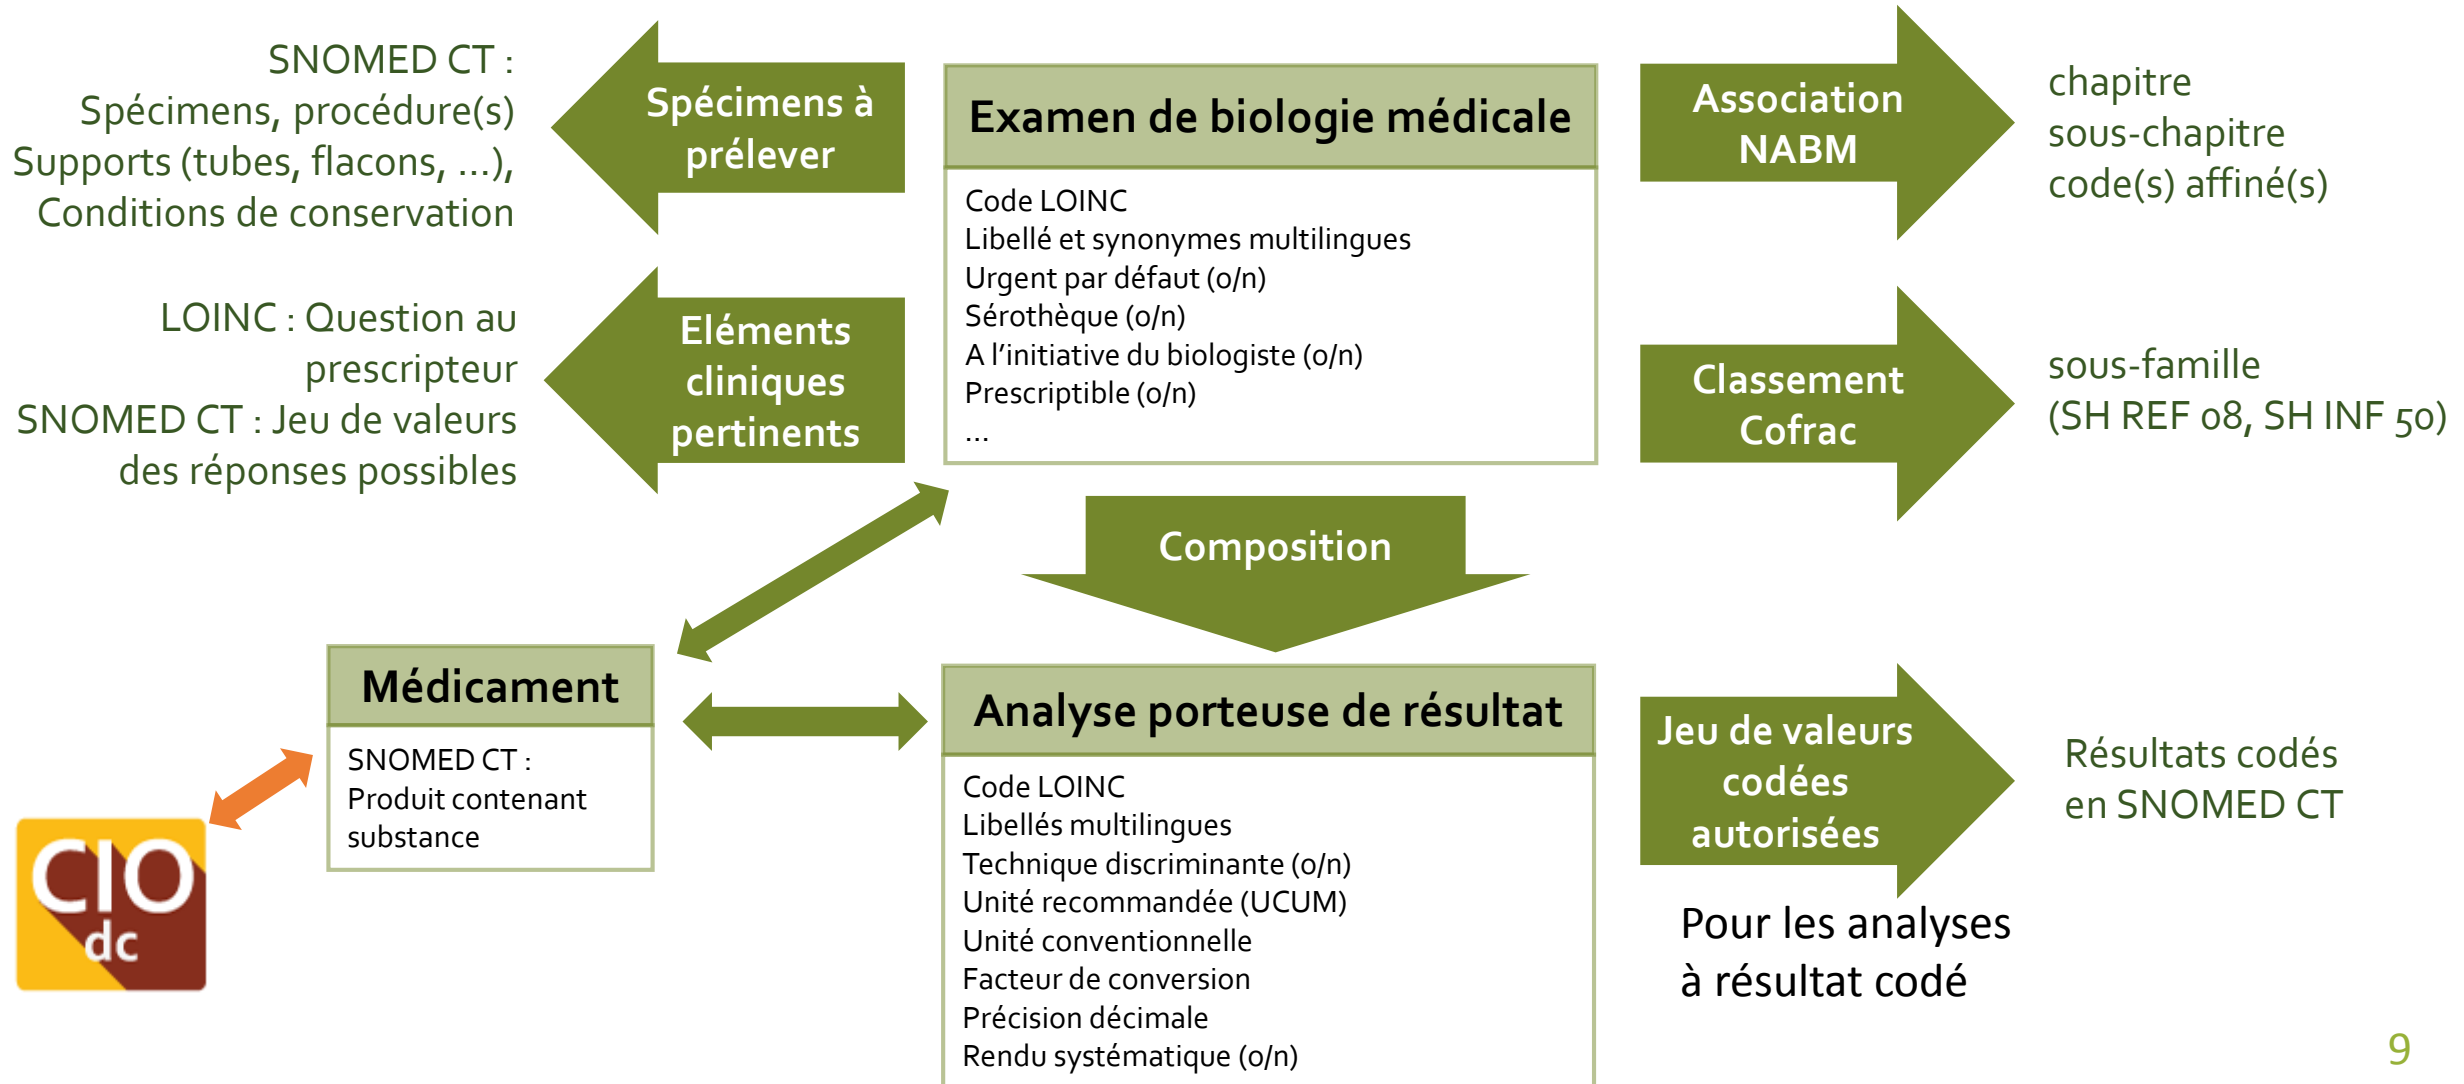 SNOMED CT :
Spécimens, procédure(s)
Supports (tubes, flacons, ...),
Conditions de conservation
Spécimens à
prélever
Examen de biologie médicale
Code LOINC
Libellé et synonymes multilingues
Urgent par défaut (o/n)
Sérothèque (o/n)
A l'initiative du biologiste (o/n)
Prescriptible (o/n)
...
Association
NABM
chapitre
sous-chapitre
code(s) affiné(s)
LOINC : Question au
prescripteur
SNOMED CT : Jeu de valeurs
des réponses possibles
Eléments
cliniques
pertinents
Classement
Cofrac
sous-famille
(SH REF 08, SH INF 50)
Composition
Médicament
SNOMED CT :
Produit contenant
substance
CIO
dc
Analyse porteuse de résultat
Code LOINC
Libellés multilingues
Technique discriminante (o/n)
Unité recommandée (UCUM)
Unité conventionnelle
Facteur de conversion
Précision décimale
Rendu systématique (o/n)
Jeu de valeurs
codées
autorisées
Résultats codés
en SNOMED CT
Pour les analyses
à résultat codé
9